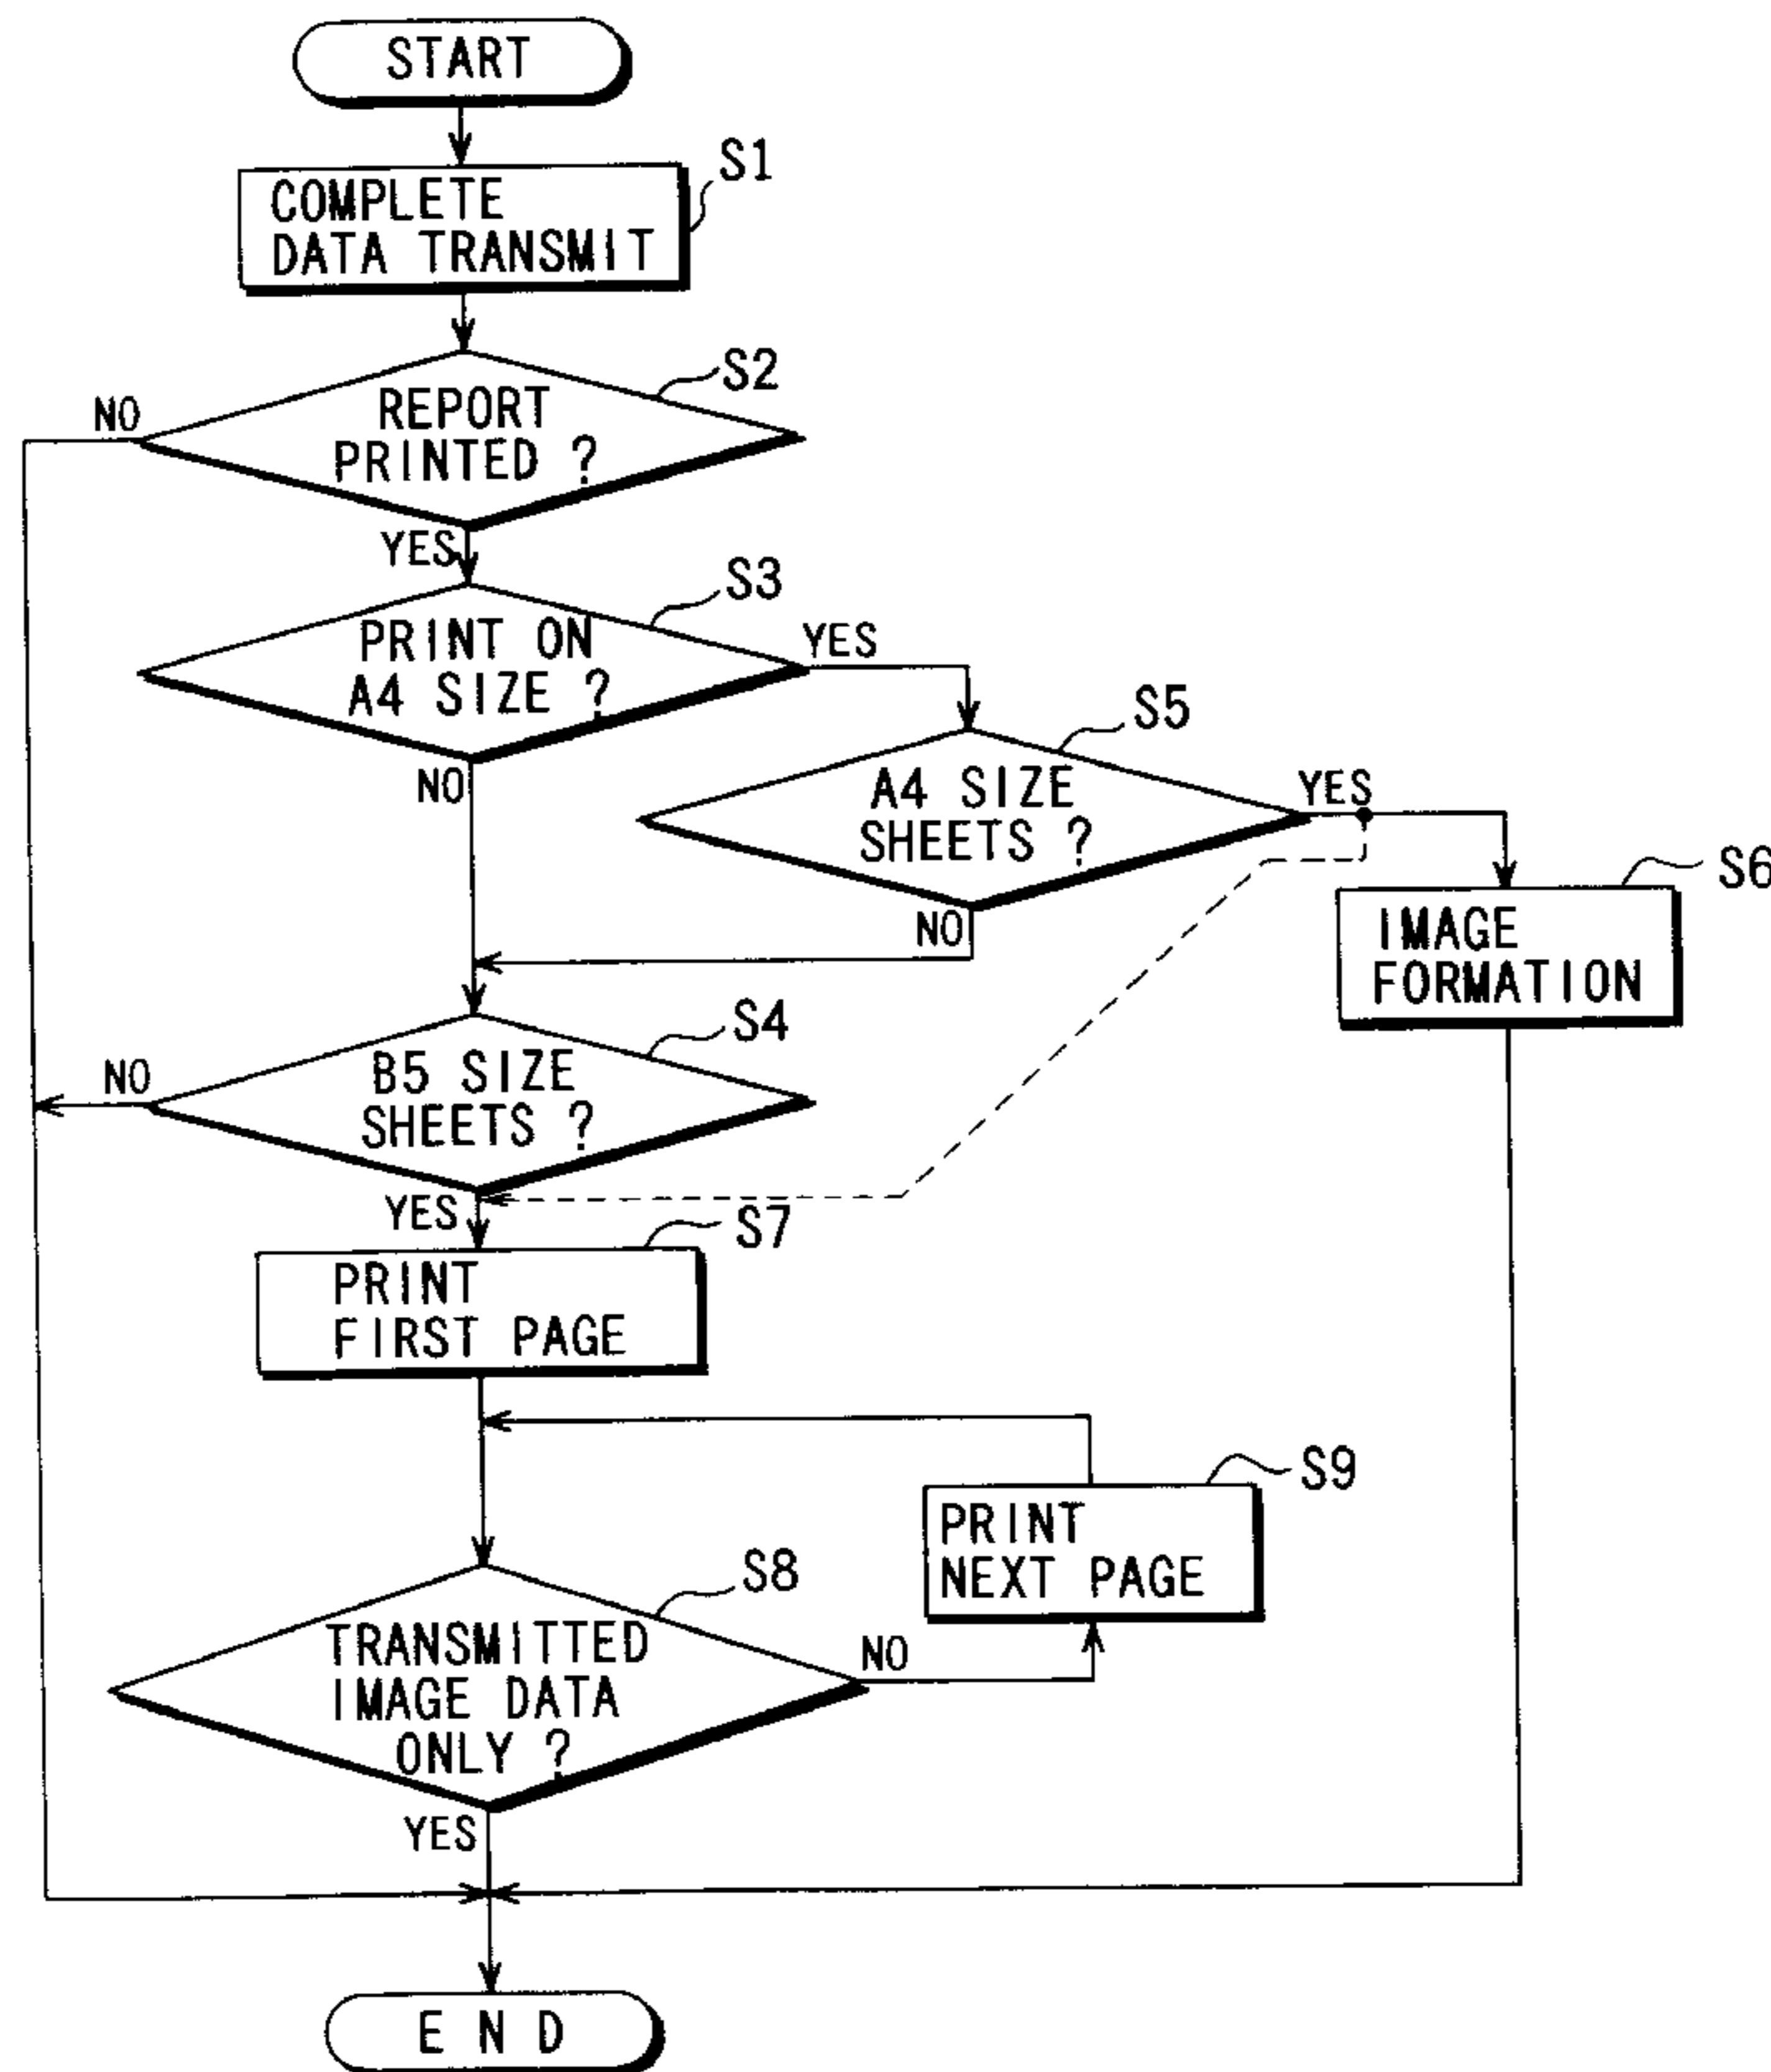 START
S1
COMPLETE
DATA TRANSMIT
S2
NO
REPORT
PRINTED ?
YES
S3
PRINT ON
A4 SIZE ?
YES
NO
S5
A4 SIZE
SHEETS ?
YES
NO
S6
IMAGE
FORMATION
S4
NO
B5 SIZE
SHEETS ?
YES
S7
PRINT
FIRST PAGE
S9
PRINT
NEXT PAGE
S8
TRANSMITTED
IMAGE DATA
ONLY ?
NO
YES
END